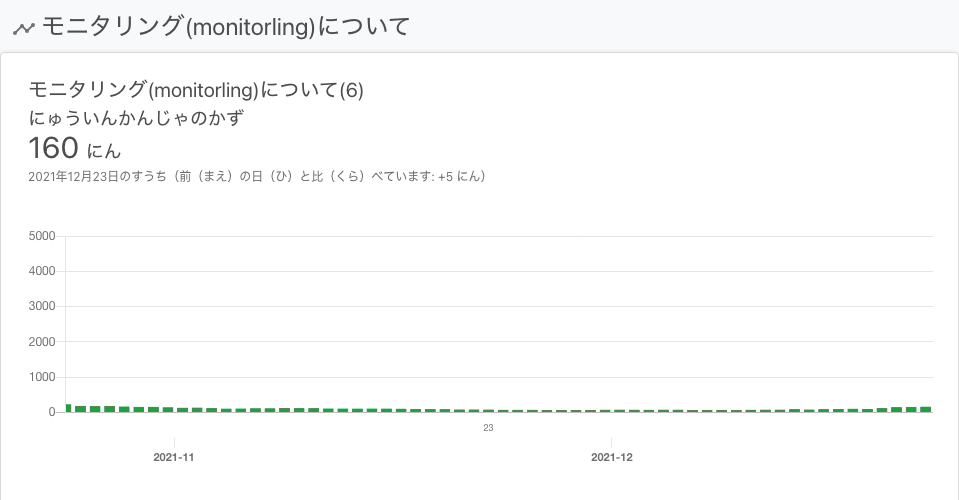 モニタリング(monitorling)について
モニタリング(monitorling)について(6)
にゅういんかんじゃのかず
160 にん
2021年12月23日のすうち（前（まえ）の日（ひ）と比（くら）べています: +5 にん）
5000
4000
3000
2000
1000
0
23
2021-11
2021-12